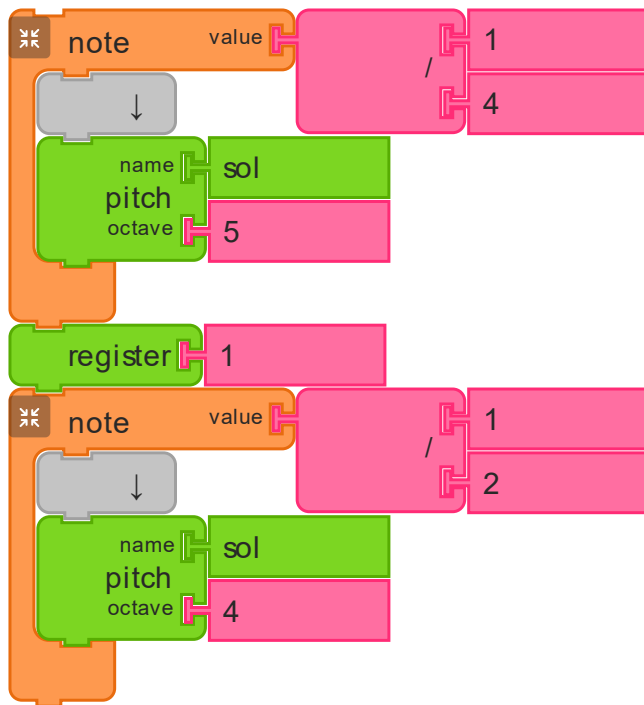 note value 1
/
4
↓
name sol
pitch
octave 5
register 1
note value 1
/
2
↓
name sol
pitch
octave 4